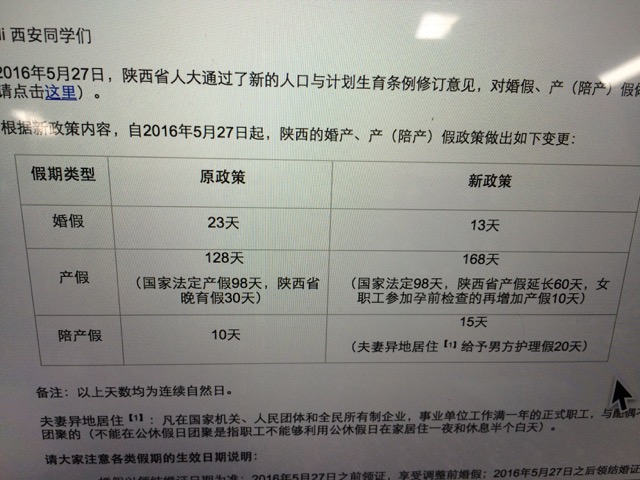 西安同学们
2016年5月27日，陕西省人大通过了新的人口与计划生育条例修订意见，对婚假、产（陪产）假
请点击这里）。
根据新政策内容，自2016年5月27日起，陕西的婚产、产（陪产）假政策做出如下变更：
假期类型 原政策 新政策
婚假 23天 13天
产假 128天 168天
（国家法定产假98天，陕西省 （国家法定98天，陕西省产假延长60天，女
晚育假30天） 职工参加孕前检查的再增加产假10天）
陪产假 10天 15天
（夫妻异地居住【1】给予男方护理假20天）
备注：以上天数均为连续自然日。
夫妻异地居住【1】：凡在国家机关、人民团体和全民所有制企业，事业单位工作满一年的正式职工，与配偶不
团聚的（不能在公休假日团聚是指职工不能够利用公休假日在家居住一夜和休息半个白天）。
请大家注意各类假期的生效日期说明：
2016年5月27日之前领证，享受调整前婚假；2016年5月27日之后领结婚证